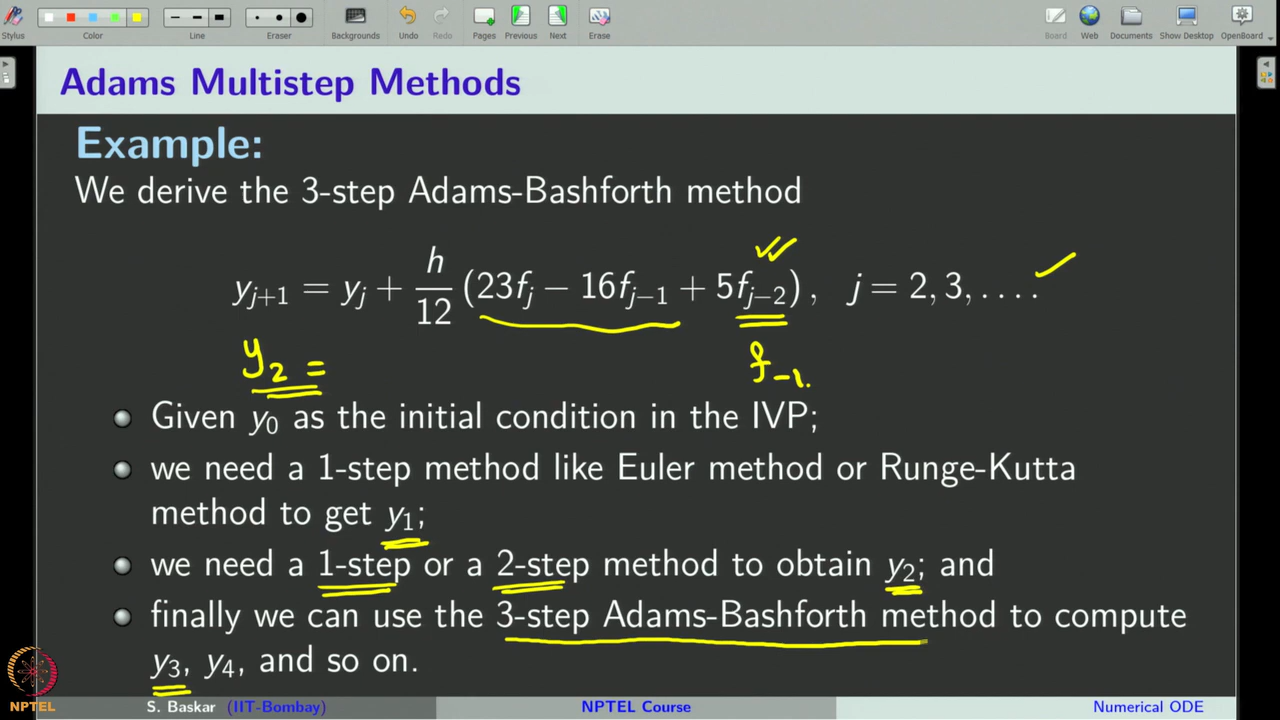 Stylus Color Line Eraser Backgrounds Undo Redo Pages Previous Next Erase Board Web Documents Show Desktop OpenBoard
Adams Multistep Methods
Example:
We derive the 3-step Adams-Bashforth method
y_{j+1} = y_j + \frac{h}{12} (23f_j − 16f_{j−1} + 5f_{j−2}), j = 2, 3, ….
y_2 = f_{-1}.
• Given y_0 as the initial condition in the IVP;
• we need a 1-step method like Euler method or Runge-Kutta
method to get y_1;
• we need a 1-step or a 2-step method to obtain y_2; and
• finally we can use the 3-step Adams-Bashforth method to compute
y_3, y_4, and so on.
NPTEL
S. Baskar (IIT-Bombay) NPTEL Course Numerical ODE